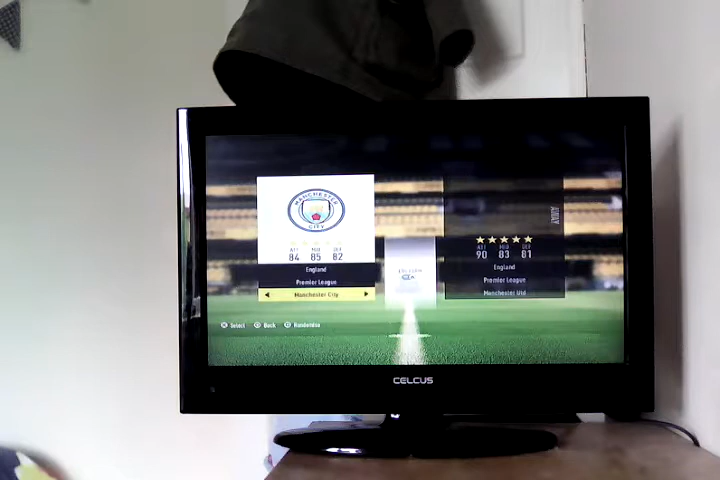 MANCHESTER
CITY
ATT MID DEF
84 85 82
England
Premier League
Manchester City
AWAY
ATT MID DEF
90 83 81
England
Premier League
Manchester Utd
Select Back Randomise
CELCUS